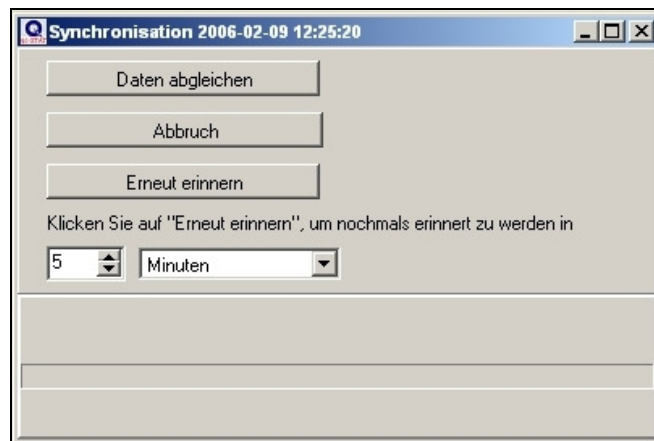 Synchronisation 2006-02-09 12:25:20
Daten abgleichen
Abbruch
Erneut erinnern
Klicken Sie auf "Erneut erinnern", um nochmals erinnert zu werden in
5 Minuten